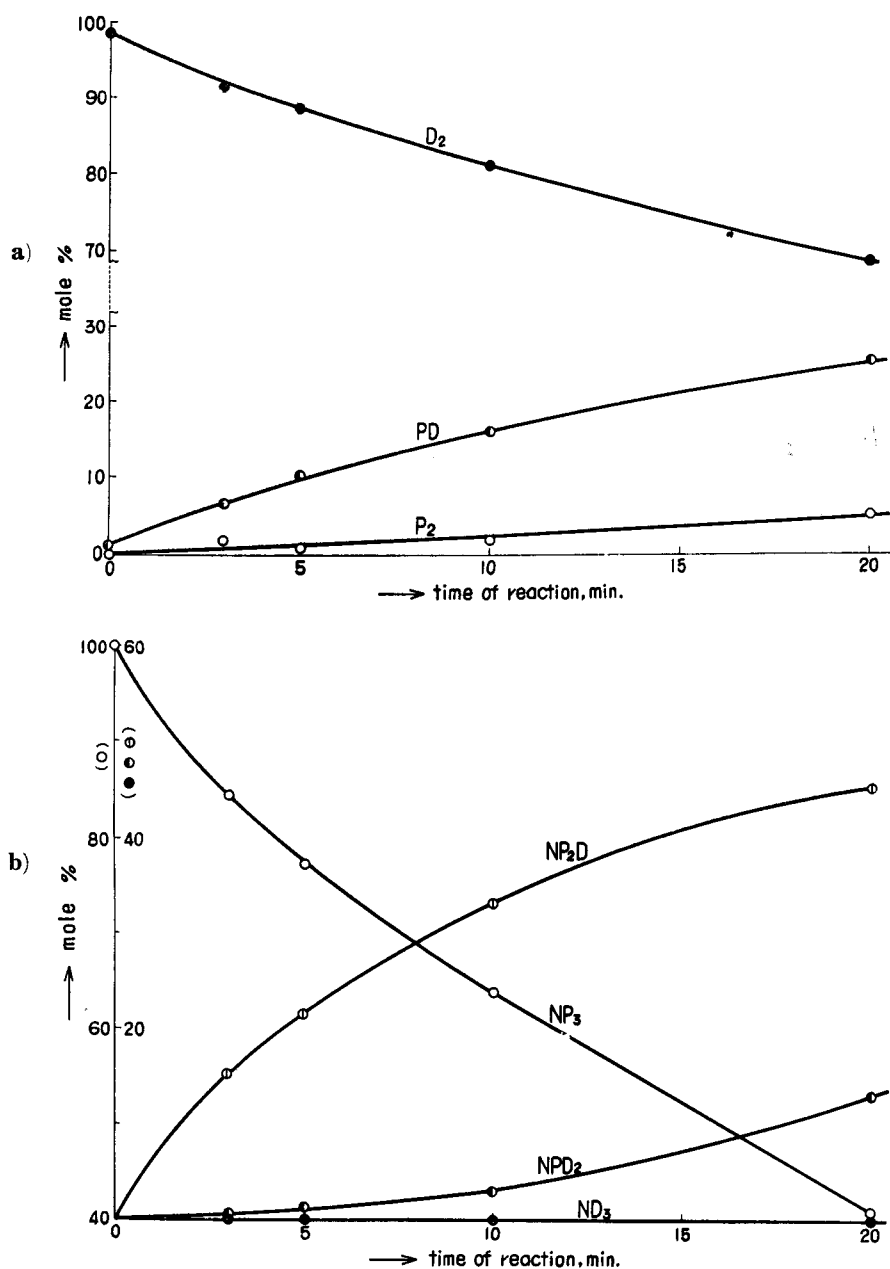 a)
→ mole %
100
90
80
70
30
20
10
0
D₂
PD
P₂
0 5 10 15 20
→ time of reaction, min.
b)
→ mole %
(○)
(⦶ ◐ ●)
100 60
80 40
60 20
40
NP₂D
NP₃
NPD₂
ND₃
0 5 10 15 20
→ time of reaction, min.